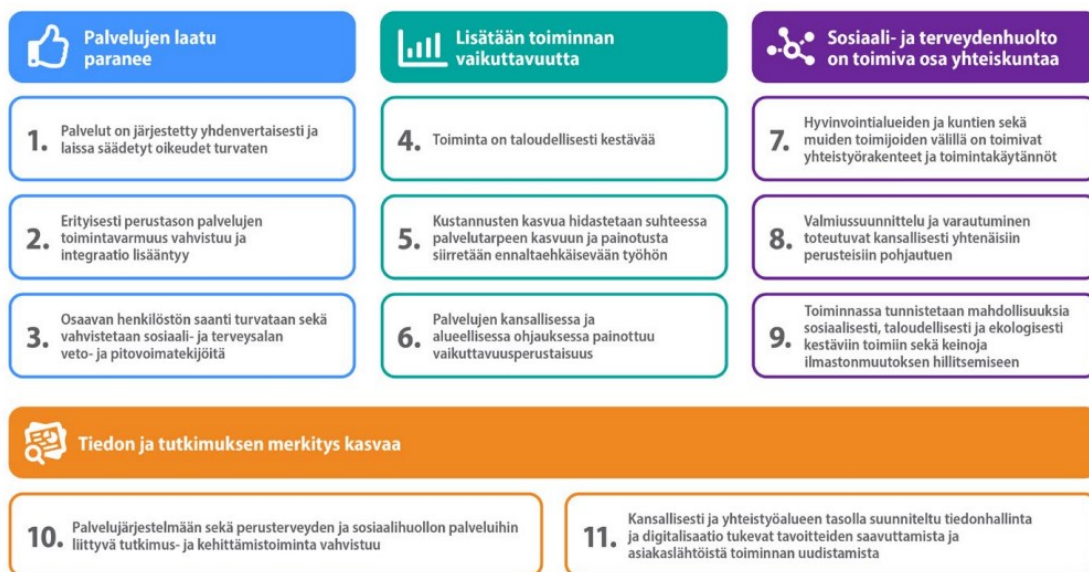 Palvelujen laatu
paranee
1. Palvelut on järjestetty yhdenvertaisesti ja
laissa säädetyt oikeudet turvaten
2. Erityisesti perustason palvelujen
toimintavarmuus vahvistuu ja
integraatio lisääntyy
3. Osaavan henkilöstön saanti turvataan sekä
vahvistetaan sosiaali- ja terveysalan
veto- ja pitovoimatekijöitä
Lisätään toiminnan
vaikuttavuutta
4. Toiminta on taloudellisesti kestävää
5. Kustannusten kasvua hidastetaan suhteessa
palvelutarpeen kasvuun ja painotusta
siirretään ennaltaehkäisevään työhön
6. Palvelujen kansallisessa ja
alueellisessa ohjauksessa painottuu
vaikuttavuusperustaisuus
Sosiaali- ja terveydenhuolto
on toimiva osa yhteiskuntaa
7. Hyvinvointialueiden ja kuntien sekä
muiden toimijoiden välillä on toimivat
yhteistyörakenteet ja toimintakäytännöt
8. Valmiussuunnittelu ja varautuminen
toteutuvat kansallisesti yhtenäisiin
perusteisiin pohjautuen
9. Toiminnassa tunnistetaan mahdollisuuksia
sosiaalisesti, taloudellisesti ja ekologisesti
kestäviin toimiin sekä keinoja
ilmastonmuutoksen hillitsemiseen
Tiedon ja tutkimuksen merkitys kasvaa
10. Palvelujärjestelmään sekä perusterveyden ja sosiaalihuollon palveluihin
liittyvä tutkimus- ja kehittämistoiminta vahvistuu
11. Kansallisesti ja yhteistyöalueen tasolla suunniteltu tiedonhallinta
ja digitalisaatio tukevat tavoitteiden saavuttamista ja
asiakaslähtöistä toiminnan uudistamista